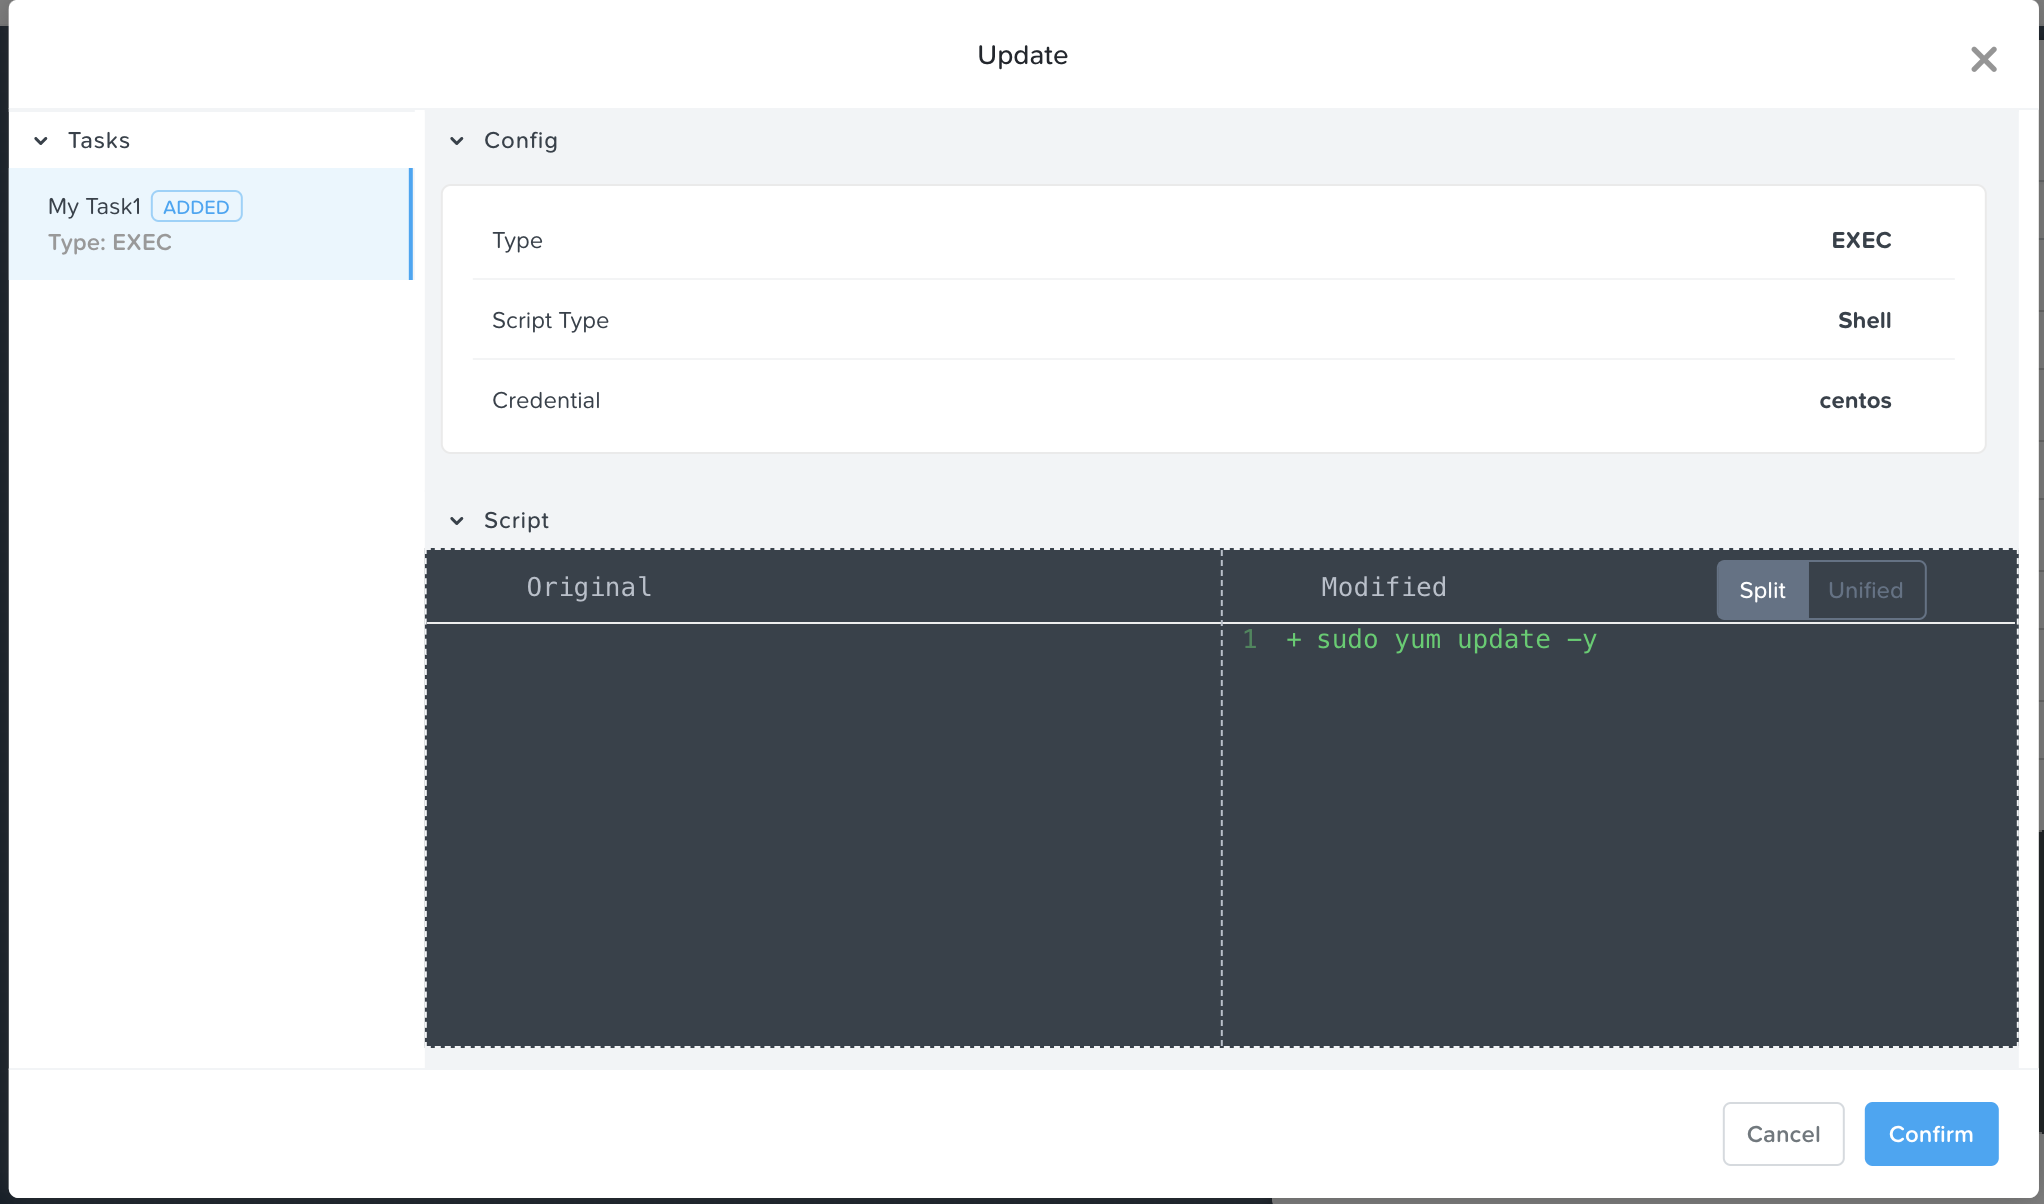 Update
Tasks
My Task1 ADDED
Type: EXEC
Config
Type EXEC
Script Type Shell
Credential centos
Script
Original
Modified
Split Unified
1 + sudo yum update -y
Cancel Confirm